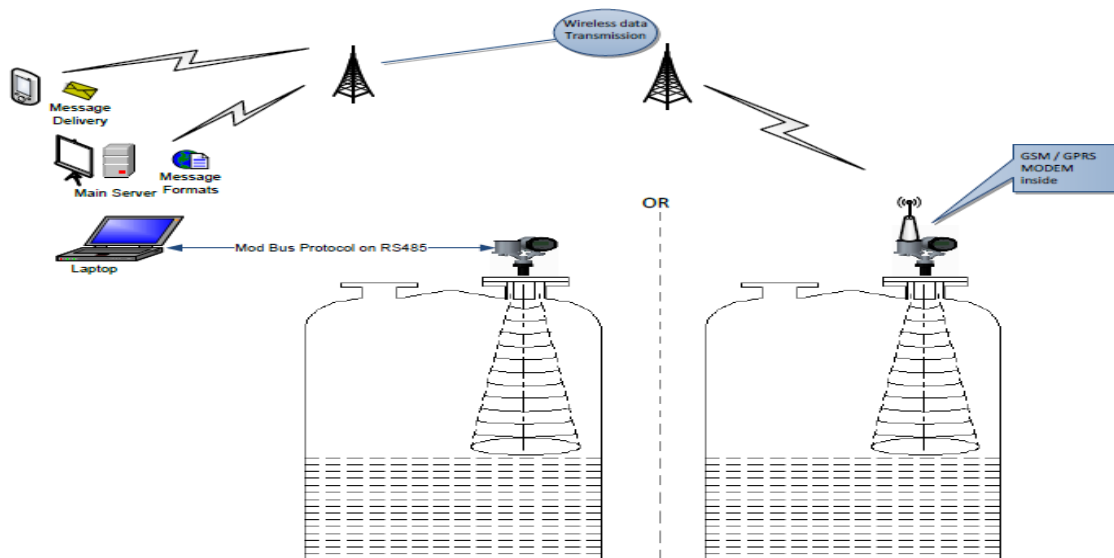 Wireless data
Transmission
Message
Delivery
Main Server
Message
Formats
GSM / GPRS
MODEM
inside
OR
Mod Bus Protocol on RS485
Laptop